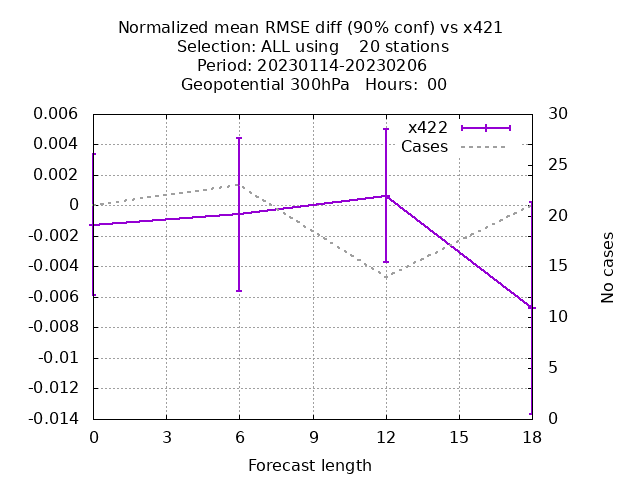 Normalized mean RMSE diff (90% conf) vs x421
Selection: ALL using    20 stations
Period: 20230114-20230206
Geopotential 300hPa   Hours:  00
x422
Cases
0.006
0.004
0.002
0
-0.002
-0.004
-0.006
-0.008
-0.01
-0.012
-0.014
30
25
20
15
10
5
0
No cases
0 3 6 9 12 15 18
Forecast length